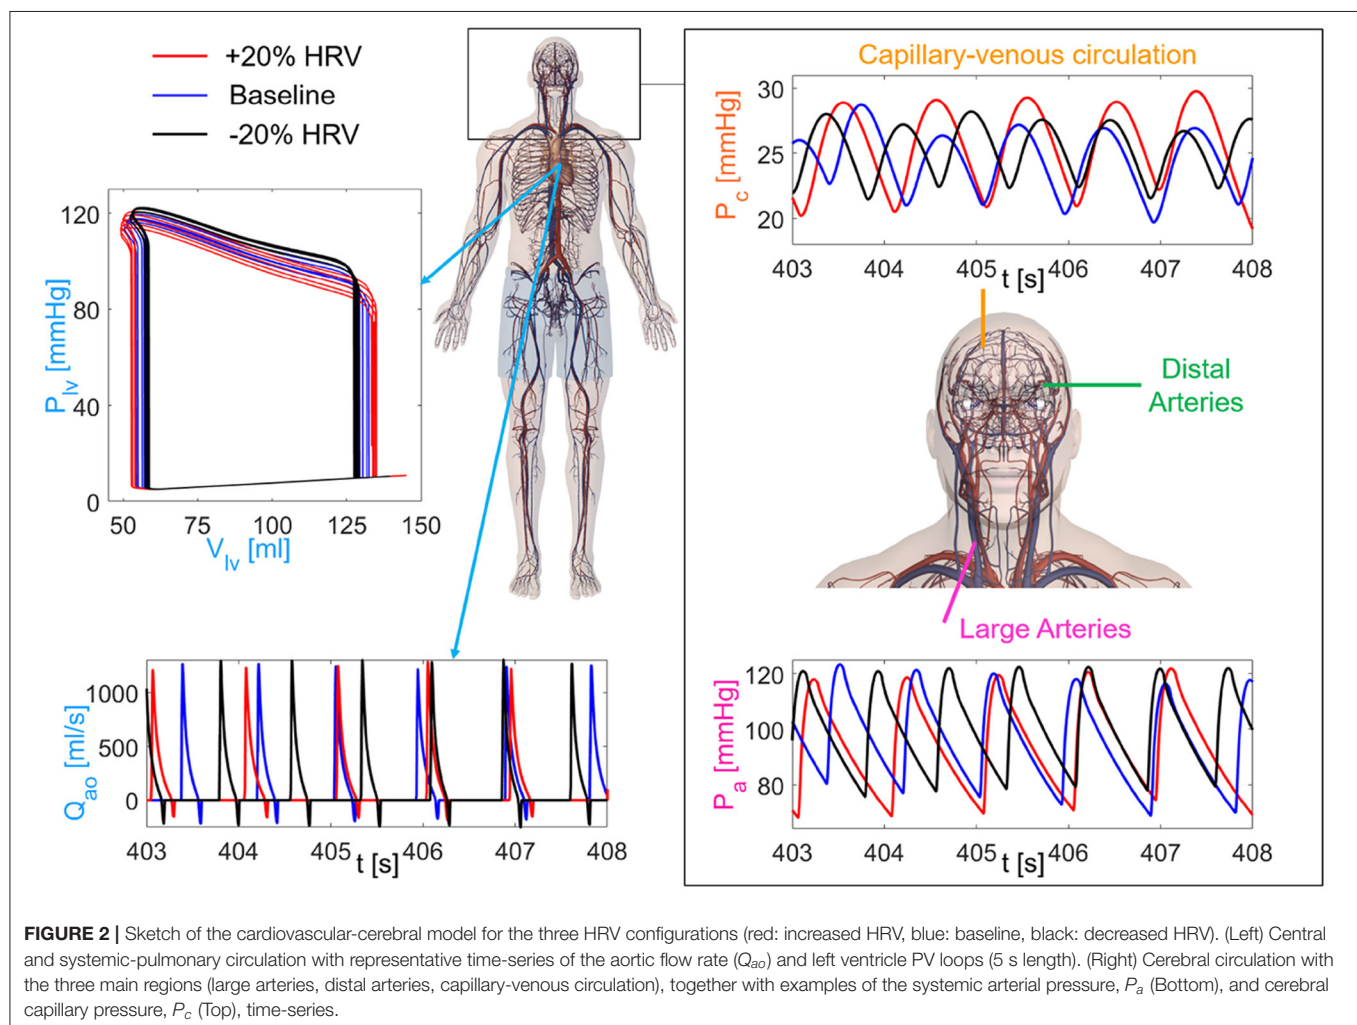 +20% HRV
Baseline
-20% HRV
120
80
40
0
P_lv [mmHg]
50 75 100 125 150
V_lv [ml]
1000
500
0
Q_ao [ml/s]
403 404 405 406 407 408
t [s]
Capillary-venous circulation
30
25
20
P_c [mmHg]
403 404 405 406 407 408
t [s]
Distal
Arteries
Large Arteries
120
100
80
P_a [mmHg]
403 404 405 406 407 408
t [s]
FIGURE 2 | Sketch of the cardiovascular-cerebral model for the three HRV configurations (red: increased HRV, blue: baseline, black: decreased HRV). (Left) Central
and systemic-pulmonary circulation with representative time-series of the aortic flow rate (Q_ao) and left ventricle PV loops (5 s length). (Right) Cerebral circulation with
the three main regions (large arteries, distal arteries, capillary-venous circulation), together with examples of the systemic arterial pressure, P_a (Bottom), and cerebral
capillary pressure, P_c (Top), time-series.